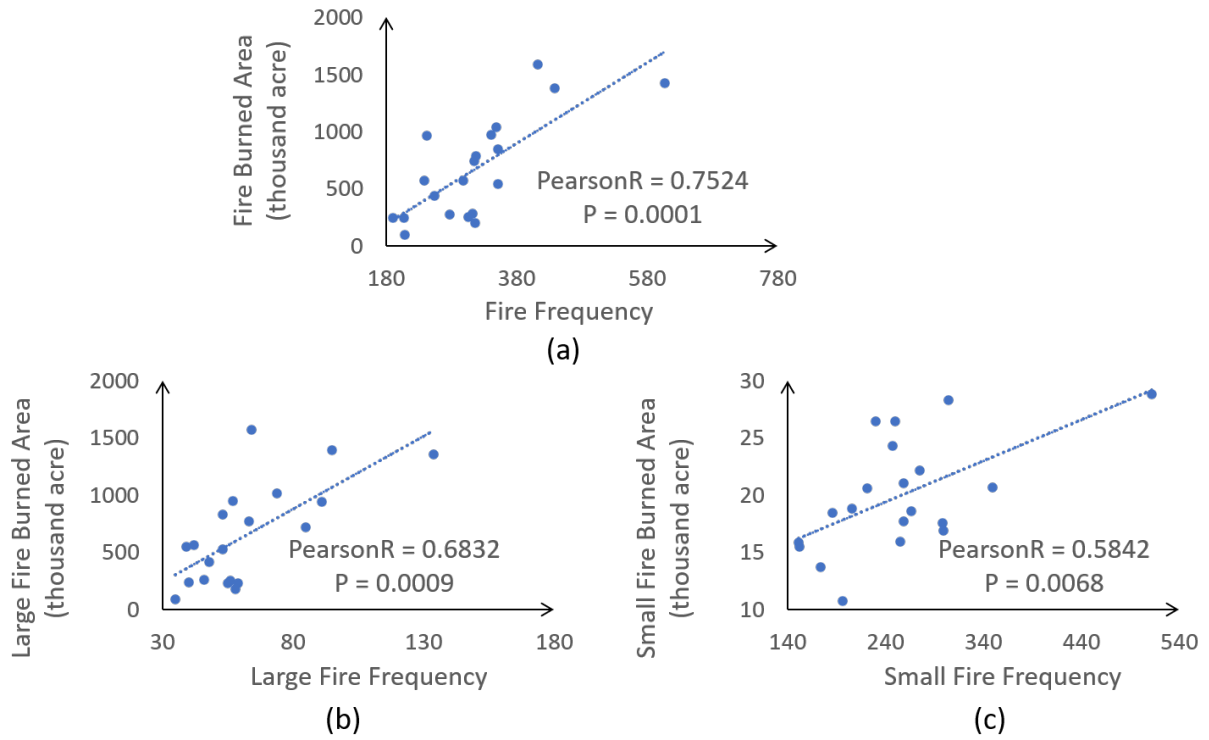 2000
1500
1000
500
0
Fire Burned Area
(thousand acre)
PearsonR = 0.7524
P = 0.0001
180 380 580 780
Fire Frequency
(a)
2000
1500
1000
500
0
Large Fire Burned Area
(thousand acre)
PearsonR = 0.6832
P = 0.0009
30 80 130 180
Large Fire Frequency
(b)
30
25
20
15
10
Small Fire Burned Area
(thousand acre)
PearsonR = 0.5842
P = 0.0068
140 240 340 440 540
Small Fire Frequency
(c)